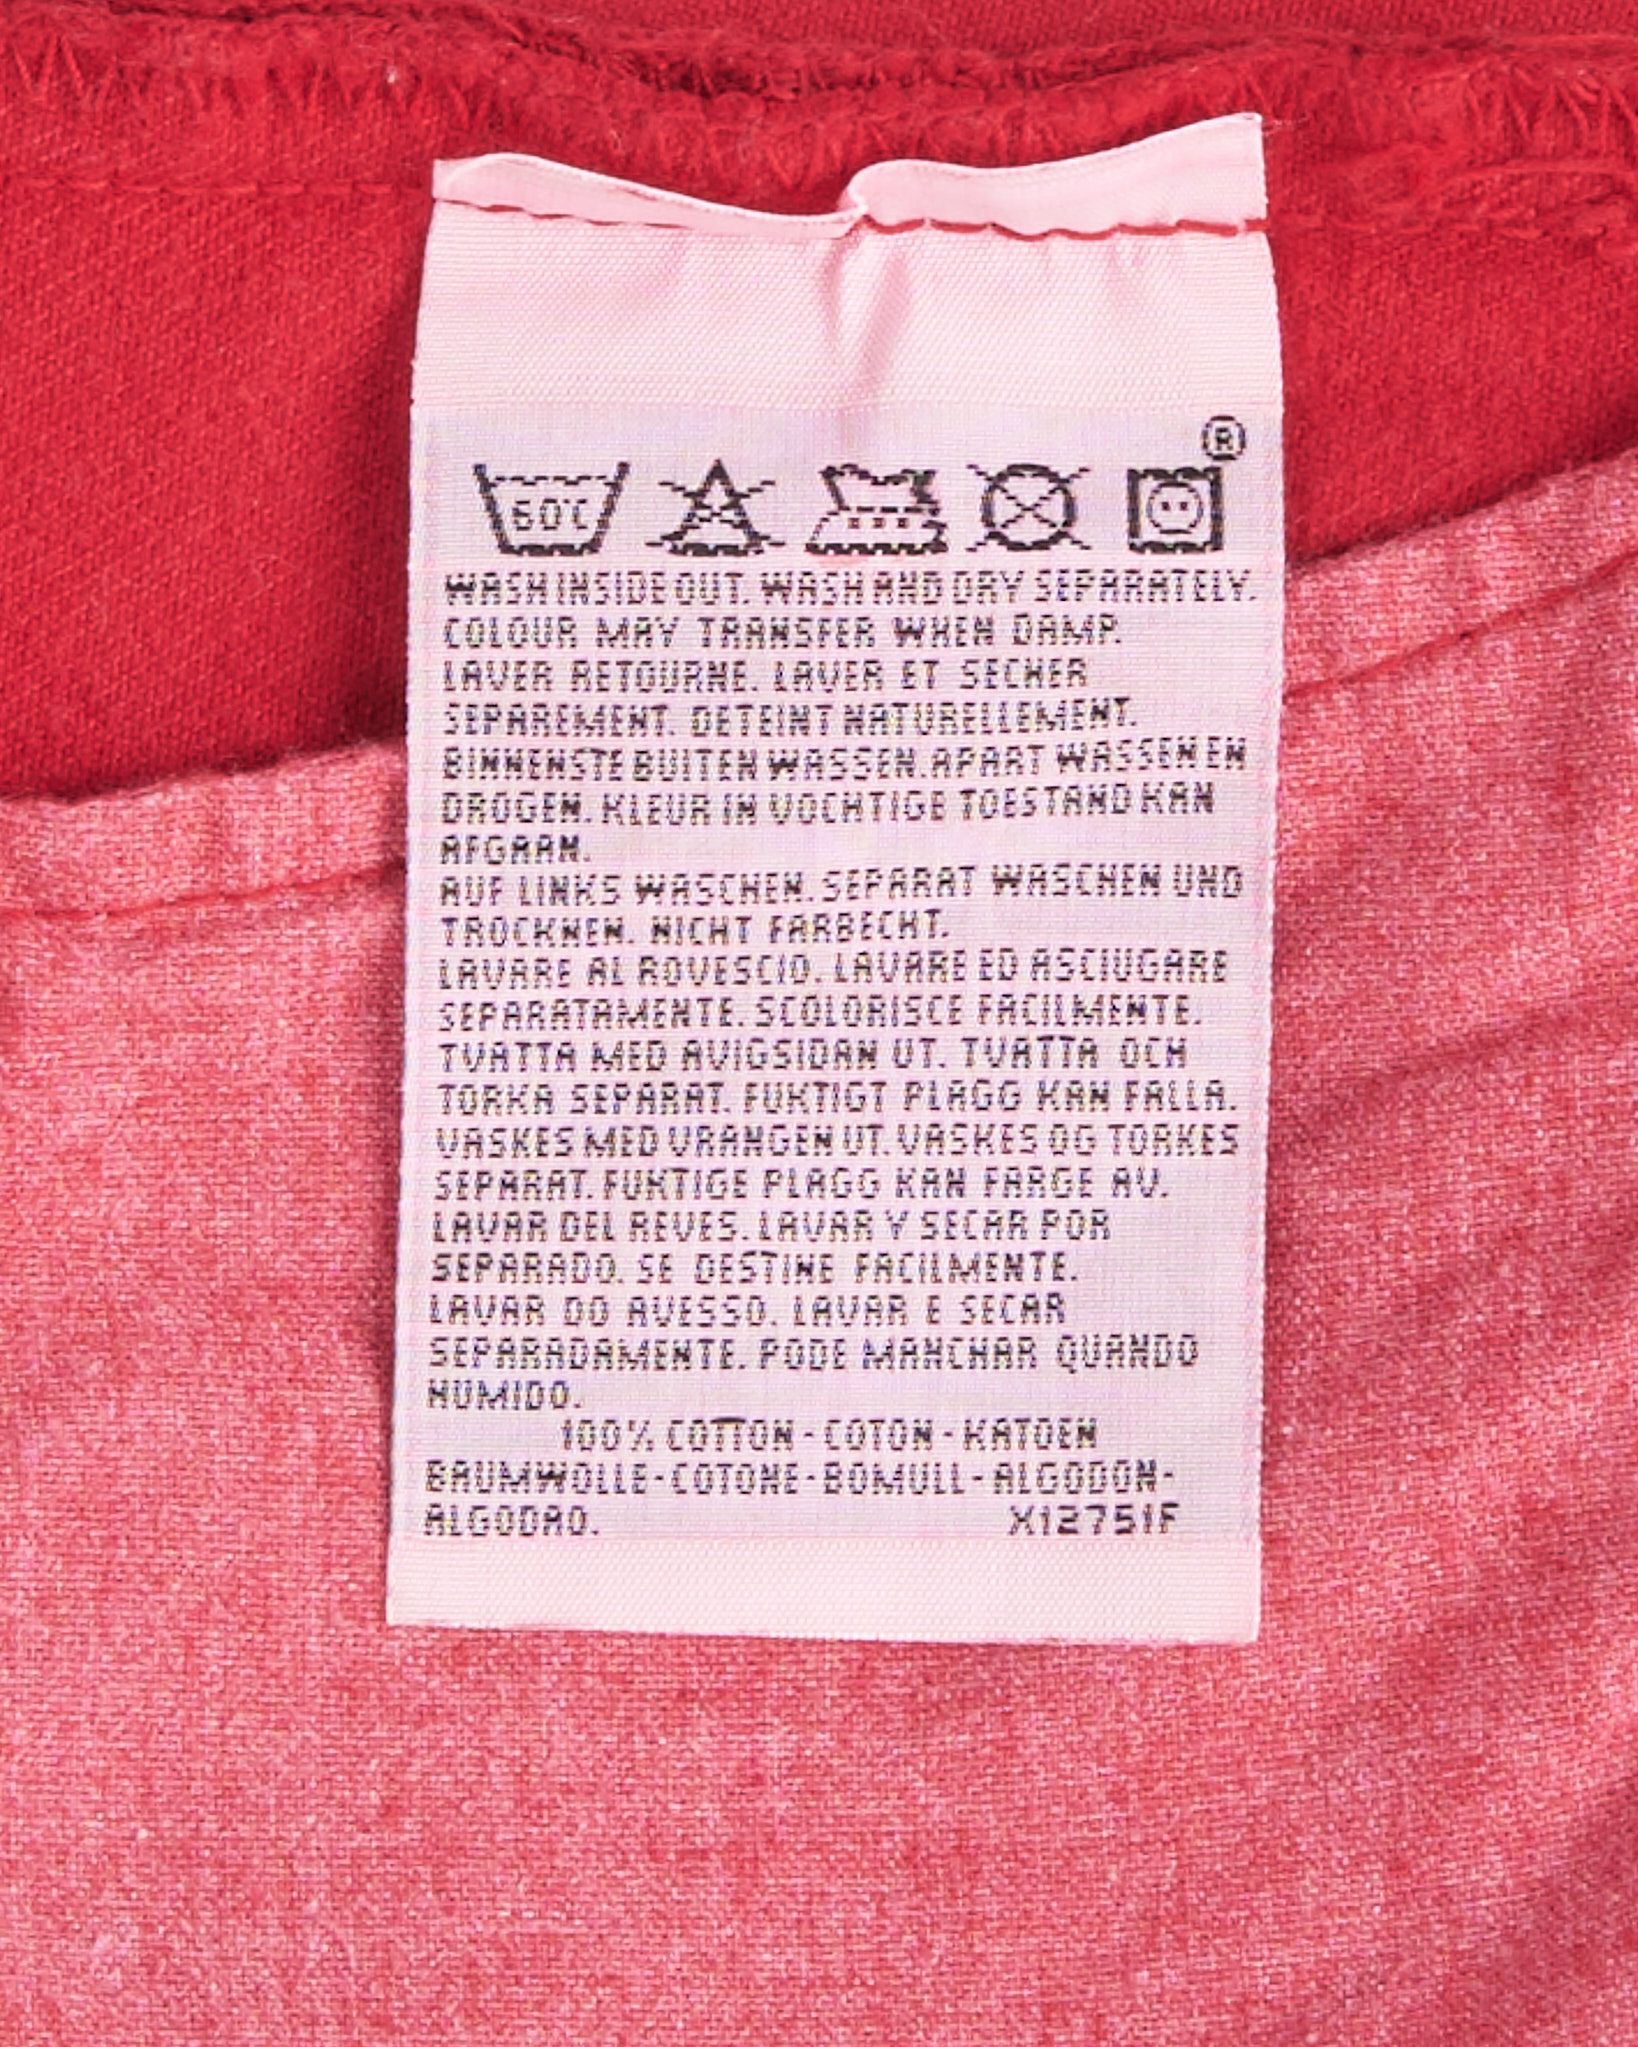 ®
60°C
WASH INSIDE OUT. WASH AND DRY SEPARATELY.
COLOUR MAY TRANSFER WHEN DAMP.
LAVER RETOURNE. LAVER ET SECHER
SEPAREMENT. DETEINT NATURELLEMENT.
BINNENSTE BUITEN WASSEN. APART WASSEN EN
DROGEN. KLEUR IN VOCHTIGE TOESTAND KAN
AFGAAN.
AUF LINKS WASCHEN. SEPARAT WASCHEN UND
TROCKNEN. NICHT FARBECHT.
LAVARE AL ROVESCIO. LAVARE ED ASCIUGARE
SEPARATAMENTE. SCOLORISCE FACILMENTE.
TVATTA MED AVIGSIDAN UT. TVATTA OCH
TORKA SEPARAT. FUKTIGT PLAGG KAN FALLA.
VASKES MED VRANGEN UT. VASKES OG TORKES
SEPARAT. FUKTIGE PLAGG KAN FARGE AV.
LAVAR DEL REVES. LAVAR Y SECAR POR
SEPARADO. SE DESTINE FACILMENTE.
LAVAR DO AVESSO. LAVAR E SECAR
SEPARADAMENTE. PODE MANCHAR QUANDO
HUMIDO.
100% COTTON - COTON - KATOEN
BAUMWOLLE - COTONE - BOMULL - ALGODON -
ALGODAO. X12751F